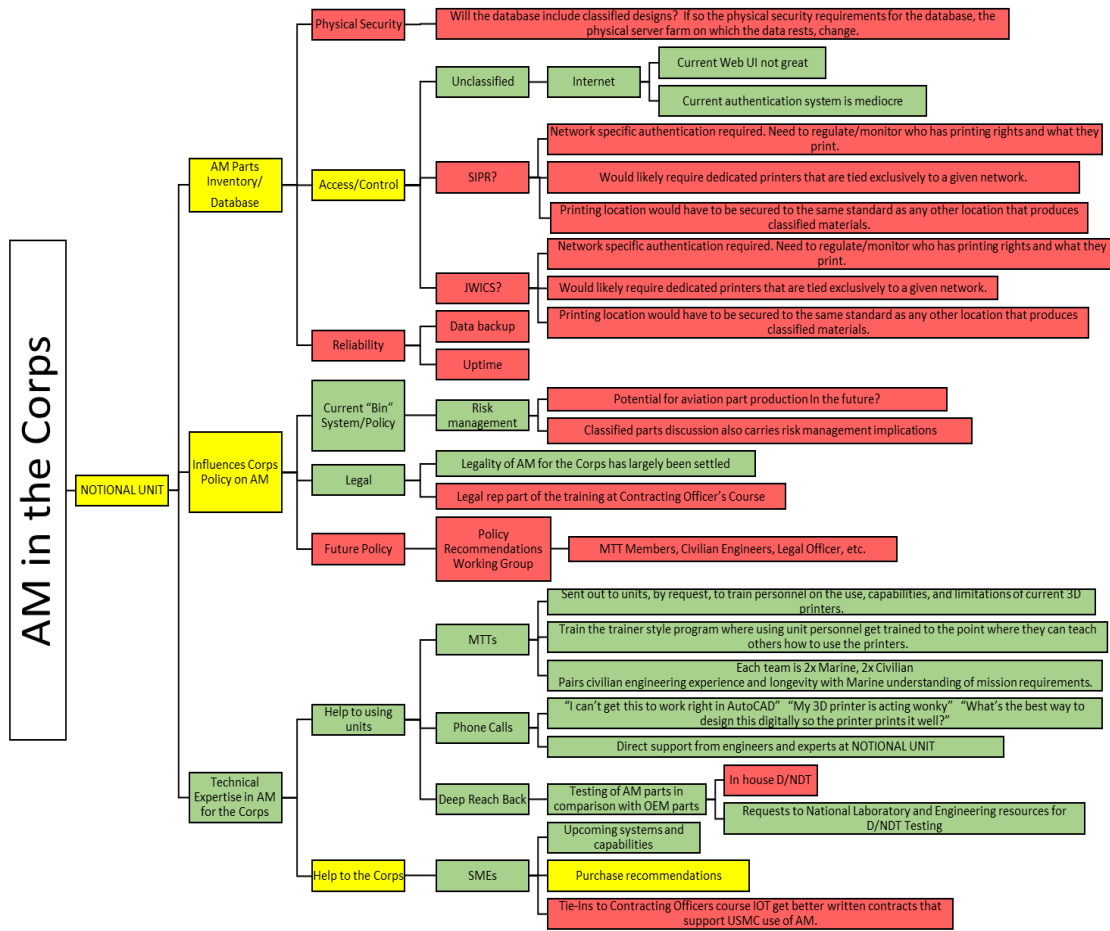 AM in the Corps
NOTIONAL UNIT
AM Parts
Inventory/
Database
Physical Security
Will the database include classified designs?  If so the physical security requirements for the database, the
physical server farm on which the data rests, change.
Access/Control
Unclassified
Internet
Current Web UI not great
Current authentication system is mediocre
SIPR?
Network specific authentication required. Need to regulate/monitor who has printing rights and what they
print.
Would likely require dedicated printers that are tied exclusively to a given network.
Printing location would have to be secured to the same standard as any other location that produces
classified materials.
JWICS?
Network specific authentication required. Need to regulate/monitor who has printing rights and what they
print.
Would likely require dedicated printers that are tied exclusively to a given network.
Printing location would have to be secured to the same standard as any other location that produces
classified materials.
Reliability
Data backup
Uptime
Influences Corps
Policy on AM
Current “Bin”
System/Policy
Risk
management
Potential for aviation part production In the future?
Classified parts discussion also carries risk management implications
Legal
Legality of AM for the Corps has largely been settled
Legal rep part of the training at Contracting Officer’s Course
Future Policy
Policy
Recommendations
Working Group
MTT Members, Civilian Engineers, Legal Officer, etc.
Technical
Expertise in AM
for the Corps
Help to using
units
MTTs
Sent out to units, by request, to train personnel on the use, capabilities, and limitations of current 3D
printers.
Train the trainer style program where using unit personnel get trained to the point where they can teach
others how to use the printers.
Each team is 2x Marine, 2x Civilian
Pairs civilian engineering experience and longevity with Marine understanding of mission requirements.
Phone Calls
“I can’t get this to work right in AutoCAD”   “My 3D printer is acting wonky”   “What’s the best way to
design this digitally so the printer prints it well?”
Direct support from engineers and experts at NOTIONAL UNIT
Deep Reach Back
Testing of AM parts in
comparison with OEM parts
In house D/NDT
Requests to National Laboratory and Engineering resources for
D/NDT Testing
Help to the Corps
SMEs
Upcoming systems and
capabilities
Purchase recommendations
Tie-Ins to Contracting Officers course IOT get better written contracts that
support USMC use of AM.